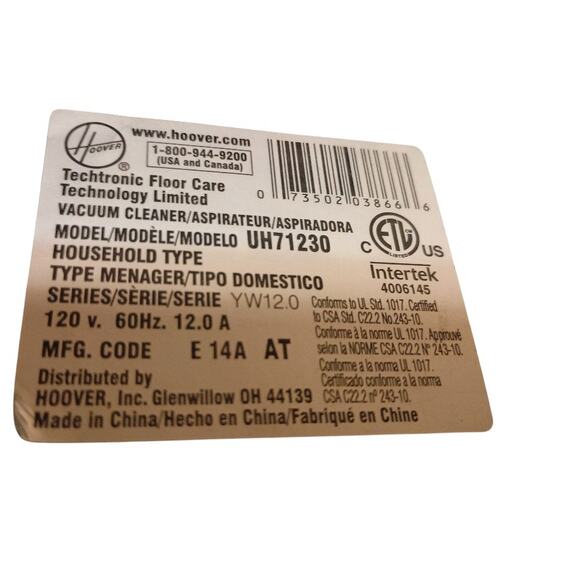 HOOVER
®
www.hoover.com
1-800-944-9200
(USA and Canada)
0 73502 03866 6
Techtronic Floor Care
Technology Limited
VACUUM CLEANER/ASPIRATEUR/ASPIRADORA
MODEL/MODÈLE/MODELO UH71230
HOUSEHOLD TYPE
TYPE MENAGER/TIPO DOMESTICO
SERIES/SÈRIE/SERIE YW12.0
120 v. 60Hz. 12.0 A
MFG. CODE E 14A AT
Distributed by
HOOVER, Inc. Glenwillow OH 44139
Made in China/Hecho en China/Fabriqué en Chine
C ETL US
LISTED
Intertek
4006145
Conforms to UL Std. 1017. Certified
to CSA Std. C22.2 No.243-10.
Conforme à la norme UL 1017. Approuvé
selon la NORME CSA C22.2 N° 243-10.
Conforme a la norma UL 1017.
Certificado conforme a la norma
CSA C22.2 n° 243-10.